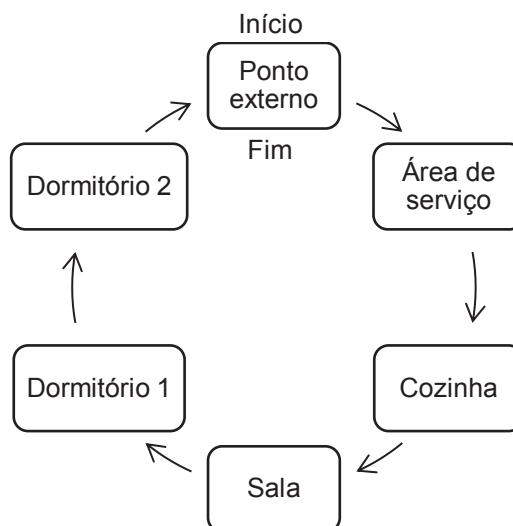 Início
Ponto
externo
Fim
Área de
serviço
Cozinha
Sala
Dormitório 1
Dormitório 2